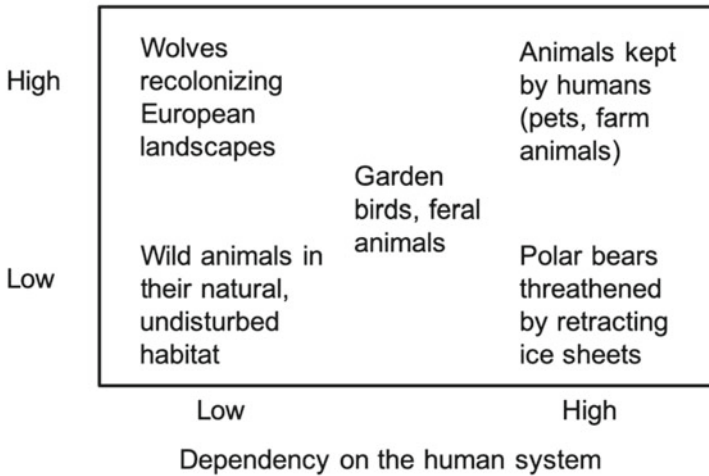 High
Wolves
recolonizing
European
landscapes
Animals kept
by humans
(pets, farm
animals)
Garden
birds, feral
animals
Low
Wild animals in
their natural,
undisturbed
habitat
Polar bears
threathened
by retracting
ice sheets
Low
High
Dependency on the human system